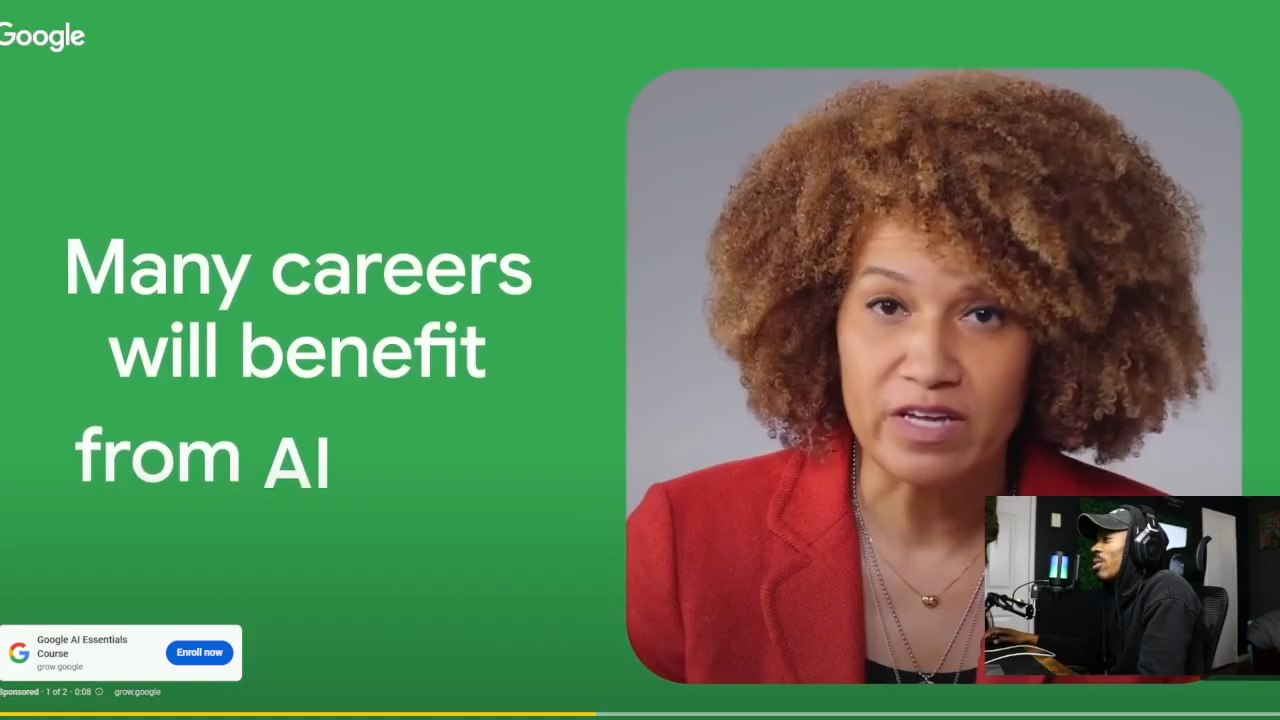 Google
Many careers
will benefit
from AI
Google AI Essentials
Course
grow.google
Enroll now
Sponsored · 1 of 2 · 0:08
grow.google